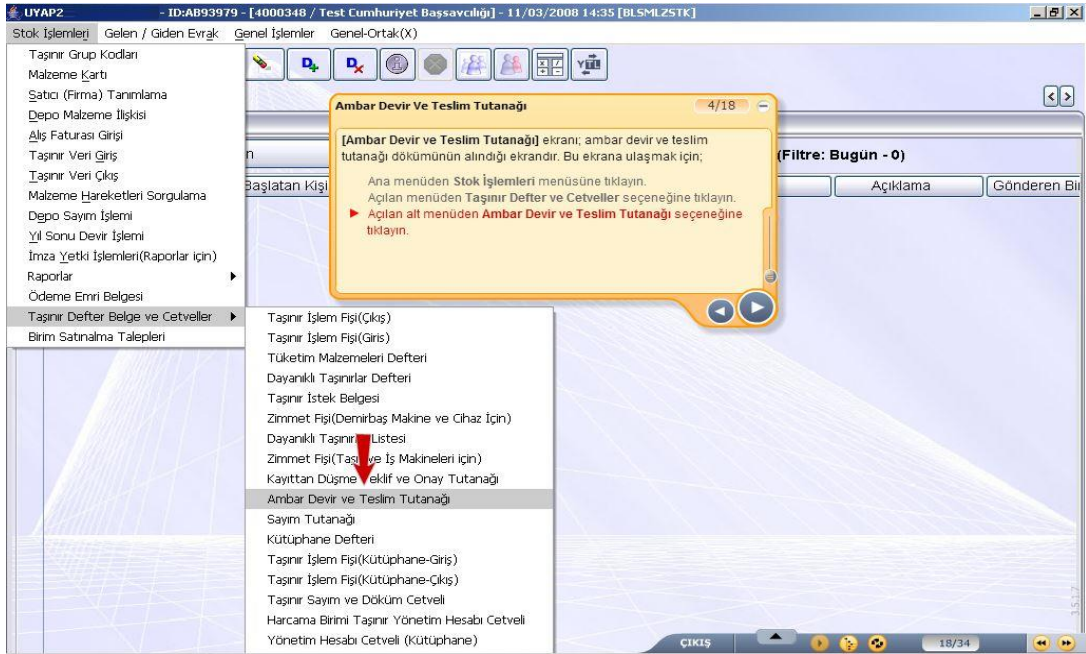 UYAP2 - ID:AB93979 - [4000348 / Test Cumhuriyet Başsavcılığı] - 11/03/2008 14:35 [BLSMLZSTK]
Stok İşlemleri Gelen / Giden Evrak Genel İşlemler Genel-Ortak(X)
Taşınır Grup Kodları
Malzeme Kartı
Satıcı (Firma) Tanımlama
Depo Malzeme İlişkisi
Alış Faturası Girişi
Taşınır Veri Giriş
Taşınır Veri Çıkış
Malzeme Hareketleri Sorgulama
Depo Sayım İşlemi
Yıl Sonu Devir İşlemi
İmza Yetki İşlemleri(Raporlar için)
Raporlar
Ödeme Emri Belgesi
Taşınır Defter Belge ve Cetveller
Birim Satınalma Talepleri
YTL
Ambar Devir Ve Teslim Tutanağı 4/18
[Ambar Devir ve Teslim Tutanağı] ekranı; ambar devir ve teslim
tutanağı dökümünün alındığı ekrandır. Bu ekrana ulaşmak için;
Ana menüden Stok İşlemleri menüsüne tıklayın.
Açılan menüden Taşınır Defter ve Cetveller seçeneğine tıklayın.
Açılan alt menüden Ambar Devir ve Teslim Tutanağı seçeneğine
tıklayın.
(Filtre: Bugün - 0)
Başlatan Kişi Açıklama Gönderen Bi
Taşınır İşlem Fişi(Çıkış)
Taşınır İşlem Fişi(Giris)
Tüketim Malzemeleri Defteri
Dayanıklı Taşınırlar Defteri
Taşınır İstek Belgesi
Zimmet Fişi(Demirbaş Makine ve Cihaz İçin)
Dayanıklı Taşınır Listesi
Zimmet Fişi(Taşıt ve İş Makineleri için)
Kayıttan Düşme Teklif ve Onay Tutanağı
Ambar Devir ve Teslim Tutanağı
Sayım Tutanağı
Kütüphane Defteri
Taşınır İşlem Fişi(Kütüphane-Giriş)
Taşınır İşlem Fişi(Kütüphane-Çıkış)
Taşınır Sayım ve Döküm Cetveli
Harcama Birimi Taşınır Yönetim Hesabı Cetveli
Yönetim Hesabı Cetveli (Kütüphane)
3.5.1.7
ÇIKIŞ 18/34